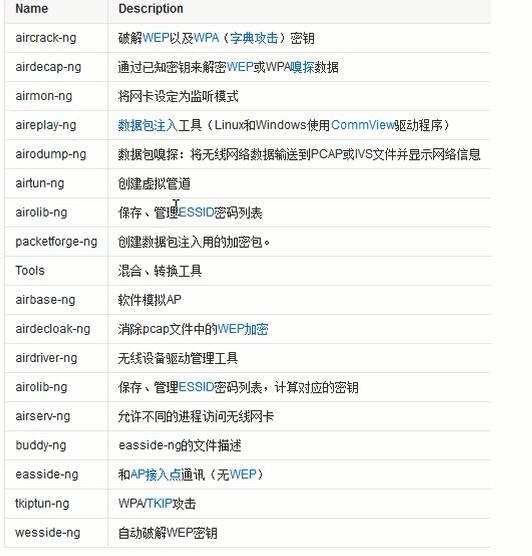 Name Description
aircrack-ng 破解WEP以及WPA（字典攻击）密钥
airdecap-ng 通过已知密钥来解密WEP或WPA嗅探数据
airmon-ng 将网卡设定为监听模式
aireplay-ng 数据包注入工具（Linux和Windows使用CommView驱动程序）
airodump-ng 数据包嗅探：将无线网络数据输送到PCAP或IVS文件并显示网络信息
airtun-ng 创建虚拟管道
airolib-ng 保存、管理ESSID密码列表
packetforge-ng 创建数据包注入用的加密包。
Tools 混合、转换工具
airbase-ng 软件模拟AP
airdecloak-ng 消除pcap文件中的WEP加密
airdriver-ng 无线设备驱动管理工具
airolib-ng 保存、管理ESSID密码列表，计算对应的密钥
airserv-ng 允许不同的进程访问无线网卡
buddy-ng easside-ng的文件描述
easside-ng 和AP接入点通讯（无WEP）
tkiptun-ng WPA/TKIP攻击
wesside-ng 自动破解WEP密钥